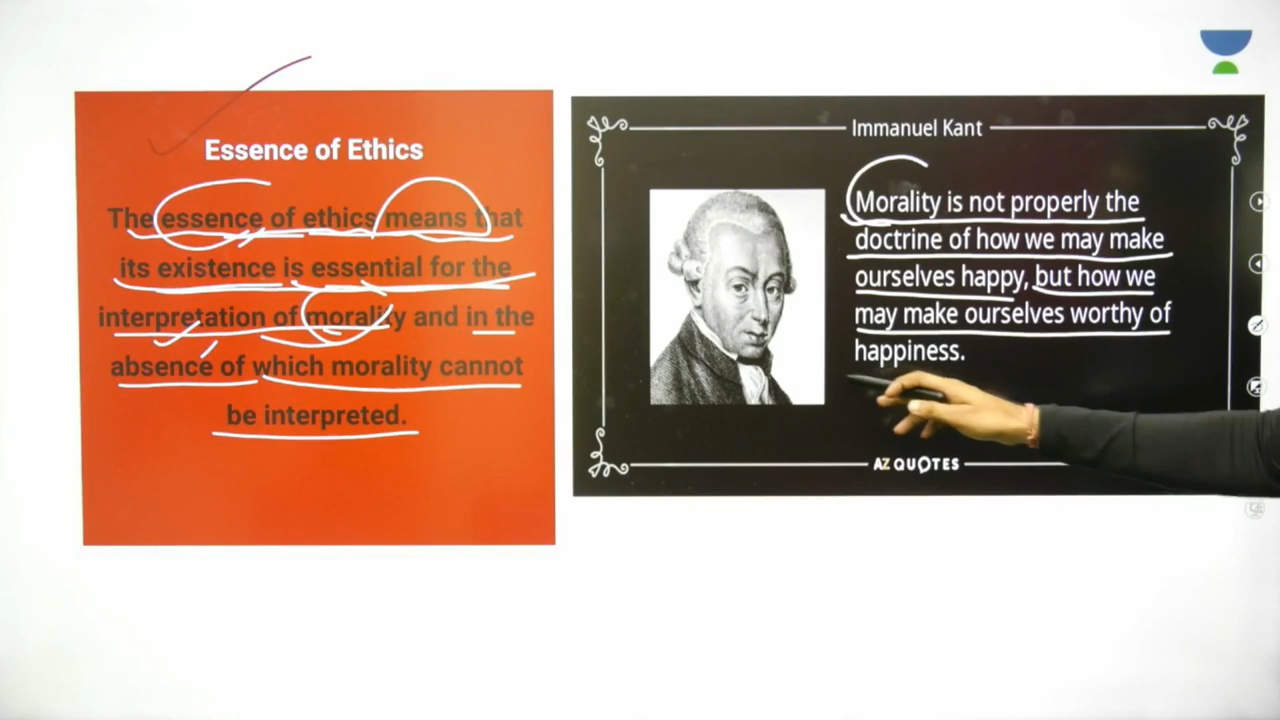 Essence of Ethics
The essence of ethics means that
its existence is essential for the
interpretation of morality and in the
absence of which morality cannot
be interpreted.
Immanuel Kant
Morality is not properly the
doctrine of how we may make
ourselves happy, but how we
may make ourselves worthy of
happiness.
AZ QUOTES